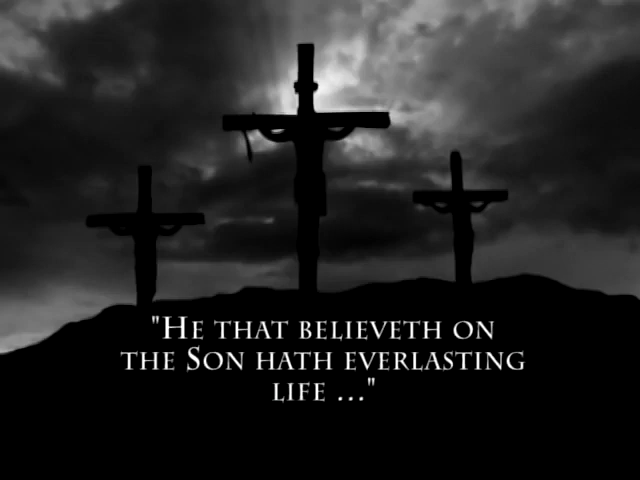 "He that believeth on
the Son hath everlasting
life ..."